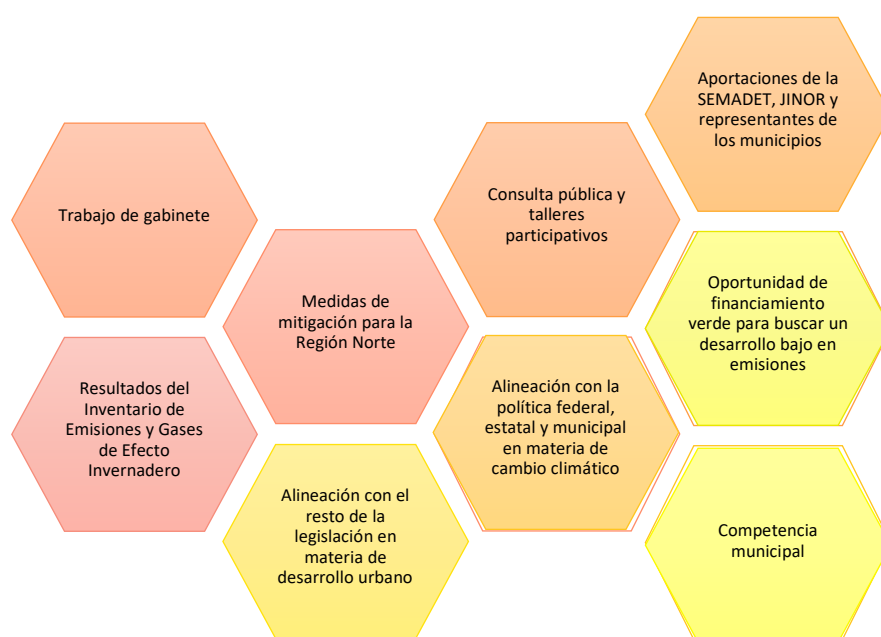 Aportaciones de la
SEMADET, JINOR y
representantes de
los municipios
Trabajo de gabinete
Consulta pública y
talleres
participativos
Medidas de
mitigación para la
Región Norte
Oportunidad de
financiamiento
verde para buscar un
desarrollo bajo en
emisiones
Resultados del
Inventario de
Emisiones y Gases
de Efecto
Invernadero
Alineación con la
política federal,
estatal y municipal
en materia de
cambio climático
Alineación con el
resto de la
legislación en
materia de
desarrollo urbano
Competencia
municipal